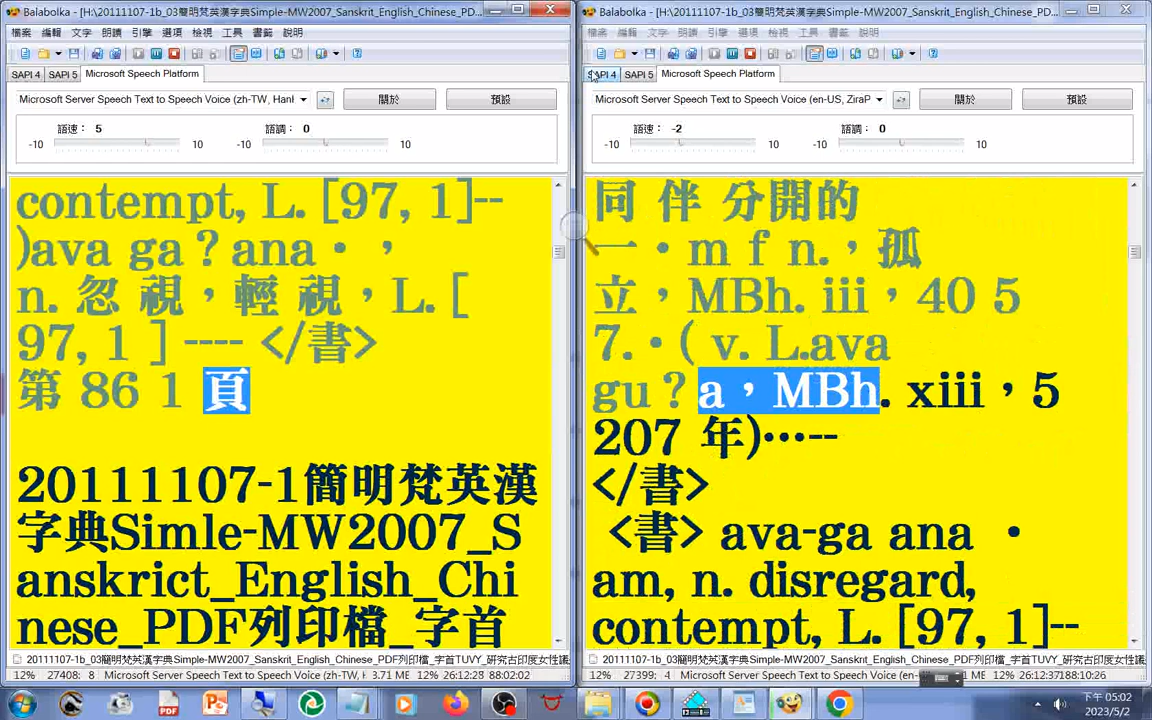 Balabolka - [H:\20111107-1b_03簡明梵英漢字典Simple-MW2007_Sanskrit_English_Chinese_PD...
檔案 編輯 文字 朗讀 引擎 選項 檢視 工具 書籤 說明
SAPI 4 SAPI 5 Microsoft Speech Platform
Microsoft Server Speech Text to Speech Voice (zh-TW, Hanl
關於 預設
語速： 5 語調： 0
-10 10 -10 10
contempt, L. [97, 1]--
)ava ga？ana・，
n. 忽 視，輕 視，L. [
97, 1 ] ---- </書>
第 86 1 頁
20111107-1簡明梵英漢
字典Simle-MW2007_S
anskrict_English_Chi
nese_PDF列印檔_字首
20111107-1b_03簡明梵英漢字典Simple-MW2007_Sanskrit_English_Chinese_PDF列印檔_字首TUVY_研究古印度女性議
12% 27408: 8 Microsoft Server Speech Text to Speech Voice (zh-TW, Hanl 3.71 ME 12% 26:12:28 88:02:02
Balabolka - [H:\20111107-1b_03簡明梵英漢字典Simple-MW2007_Sanskrit_English_Chinese_PD...
檔案 編輯 文字 朗讀 引擎 選項 檢視 工具 書籤 說明
SAPI 4 SAPI 5 Microsoft Speech Platform
Microsoft Server Speech Text to Speech Voice (en-US, ZiraP
關於 預設
語速： -2 語調： 0
-10 10 -10 10
同 伴 分開的
一・m f n.，孤
立，MBh. iii，40 5
7.・( v. L.ava
gu？a，MBh. xiii，5
207 年)…--
</書>
<書> ava-ga ana ・
am, n. disregard,
contempt, L. [97, 1]--
20111107-1b_03簡明梵英漢字典Simple-MW2007_Sanskrit_English_Chinese_PDF列印檔_字首TUVY_研究古印度女性議
12% 27399: 4 Microsoft Server Speech Text to Speech 12% 26:12:37 188:10:26
下午 05:02
2023/5/2